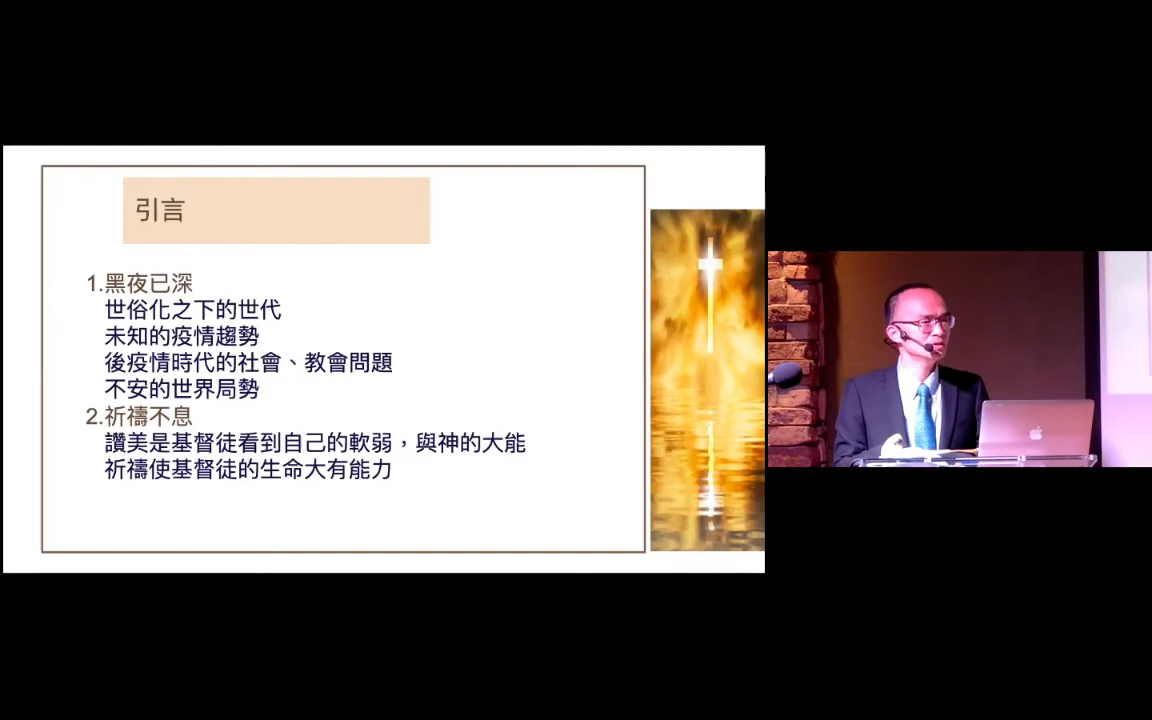 引言
1.黑夜已深
世俗化之下的世代
未知的疫情趨勢
後疫情時代的社會、教會問題
不安的世界局勢
2.祈禱不息
讚美是基督徒看到自己的軟弱，與神的大能
祈禱使基督徒的生命大有能力